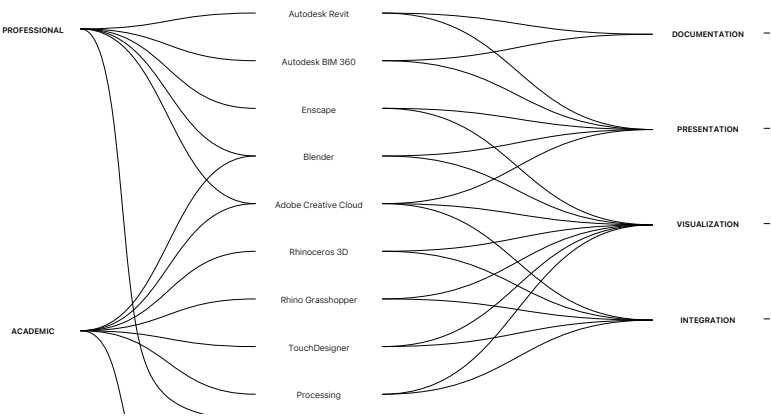 PROFESSIONAL
ACADEMIC
Autodesk Revit
Autodesk BIM 360
Enscape
Blender
Adobe Creative Cloud
Rhinoceros 3D
Rhino Grasshopper
TouchDesigner
Processing
DOCUMENTATION
PRESENTATION
VISUALIZATION
INTEGRATION